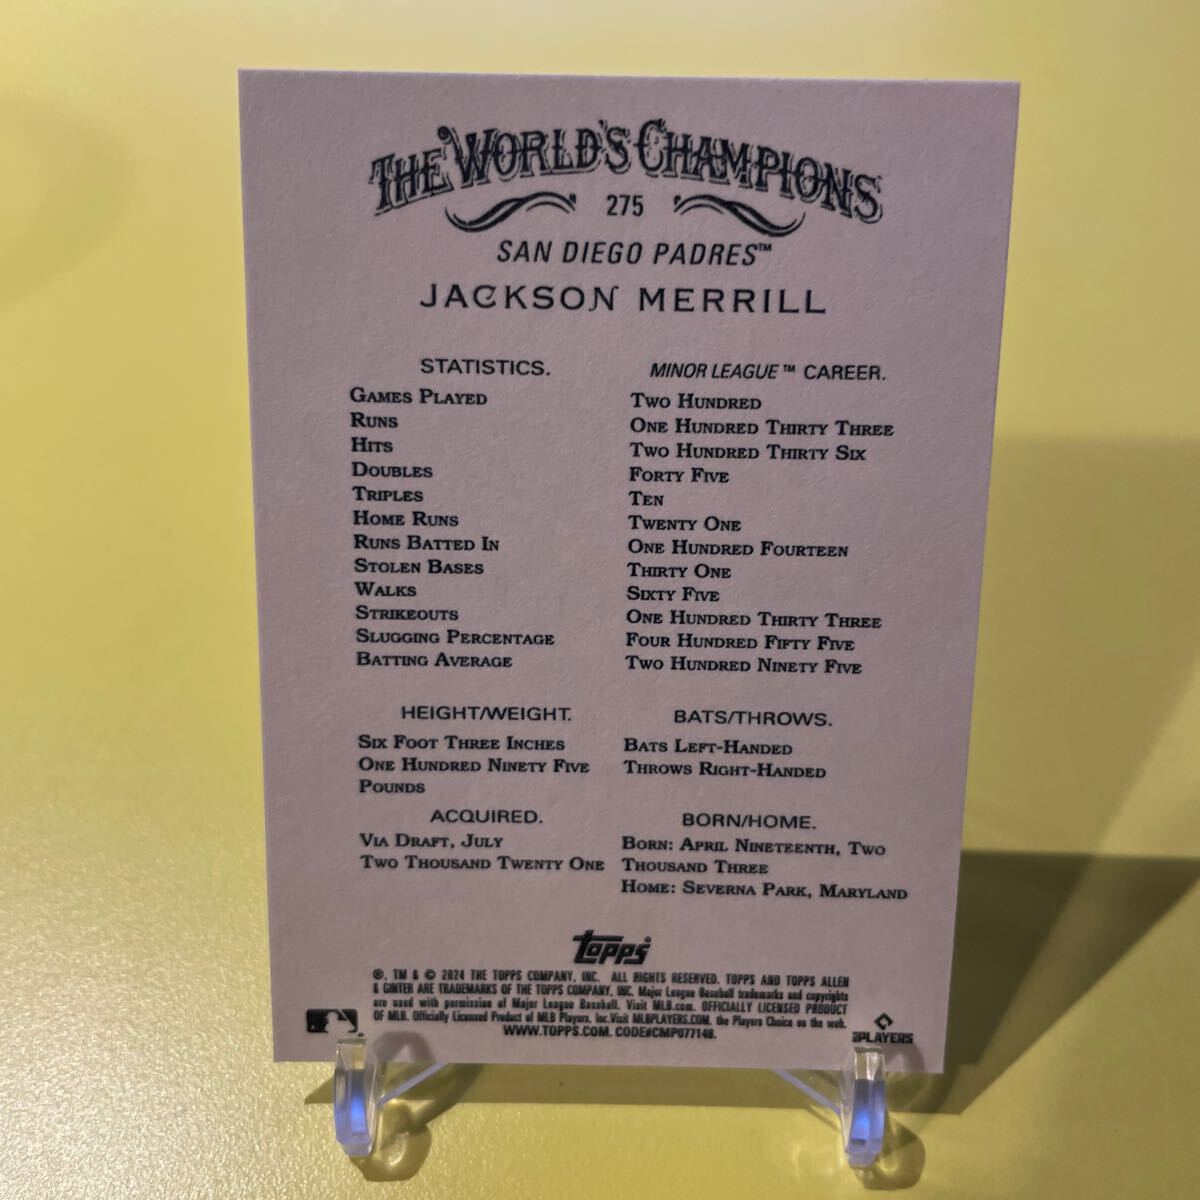 THE WORLD'S CHAMPIONS
275
SAN DIEGO PADRES™
JACKSON MERRILL
STATISTICS.
MINOR LEAGUE™ CAREER.
GAMES PLAYED
TWO HUNDRED
RUNS
ONE HUNDRED THIRTY THREE
HITS
TWO HUNDRED THIRTY SIX
DOUBLES
FORTY FIVE
TRIPLES
TEN
HOME RUNS
TWENTY ONE
RUNS BATTED IN
ONE HUNDRED FOURTEEN
STOLEN BASES
THIRTY ONE
WALKS
SIXTY FIVE
STRIKEOUTS
ONE HUNDRED THIRTY THREE
SLUGGING PERCENTAGE
FOUR HUNDRED FIFTY FIVE
BATTING AVERAGE
TWO HUNDRED NINETY FIVE
HEIGHT/WEIGHT.
SIX FOOT THREE INCHES
ONE HUNDRED NINETY FIVE
POUNDS
BATS/THROWS.
BATS LEFT-HANDED
THROWS RIGHT-HANDED
ACQUIRED.
VIA DRAFT, JULY
TWO THOUSAND TWENTY ONE
BORN/HOME.
BORN: APRIL NINETEENTH, TWO
THOUSAND THREE
HOME: SEVERNA PARK, MARYLAND
topps
®, TM & © 2024 THE TOPPS COMPANY, INC. ALL RIGHTS RESERVED. TOPPS AND TOPPS ALLEN
& GINTER ARE TRADEMARKS OF THE TOPPS COMPANY, INC. Major League Baseball trademarks and copyrights
are used with permission of Major League Baseball. Visit MLB.com. OFFICIALLY LICENSED PRODUCT
OF MLB. Officially Licensed Product of MLB Players, Inc. Visit MLBPLAYERS.COM, the Players Choice on the web.
WWW.TOPPS.COM. CODE#CMP077148.
PLAYERS